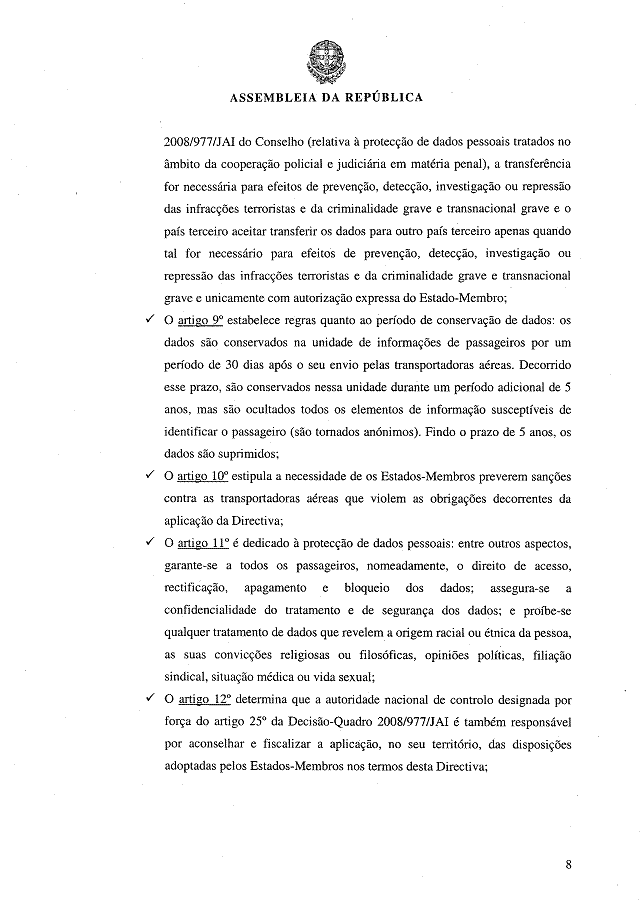 ASSEMBLEIA DA REPÚBLICA
2008/977/JAI do Conselho (relativa à protecção de dados pessoais tratados no
âmbito da cooperação policial e judiciária em matéria penal), a transferência
for necessária para efeitos de prevenção, detecção, investigação ou repressão
das infracções terroristas e da criminalidade grave e transnacional grave e o
país terceiro aceitar transferir os dados para outro país terceiro apenas quando
tal for necessário para efeitos de prevenção, detecção, investigação ou
repressão das infracções terroristas e da criminalidade grave e transnacional
grave e unicamente com autorização expressa do Estado-Membro;
✓ O artigo 9º estabelece regras quanto ao período de conservação de dados: os
dados são conservados na unidade de informações de passageiros por um
período de 30 dias após o seu envio pelas transportadoras aéreas. Decorrido
esse prazo, são conservados nessa unidade durante um período adicional de 5
anos, mas são ocultados todos os elementos de informação susceptíveis de
identificar o passageiro (são tornados anónimos). Findo o prazo de 5 anos, os
dados são suprimidos;
✓ O artigo 10º estipula a necessidade de os Estados-Membros preverem sanções
contra as transportadoras aéreas que violem as obrigações decorrentes da
aplicação da Directiva;
✓ O artigo 11º é dedicado à protecção de dados pessoais: entre outros aspectos,
garante-se a todos os passageiros, nomeadamente, o direito de acesso,
rectificação, apagamento e bloqueio dos dados; assegura-se a
confidencialidade do tratamento e de segurança dos dados; e proíbe-se
qualquer tratamento de dados que revelem a origem racial ou étnica da pessoa,
as suas convicções religiosas ou filosóficas, opiniões políticas, filiação
sindical, situação médica ou vida sexual;
✓ O artigo 12º determina que a autoridade nacional de controlo designada por
força do artigo 25º da Decisão-Quadro 2008/977/JAI é também responsável
por aconselhar e fiscalizar a aplicação, no seu território, das disposições
adoptadas pelos Estados-Membros nos termos desta Directiva;
8